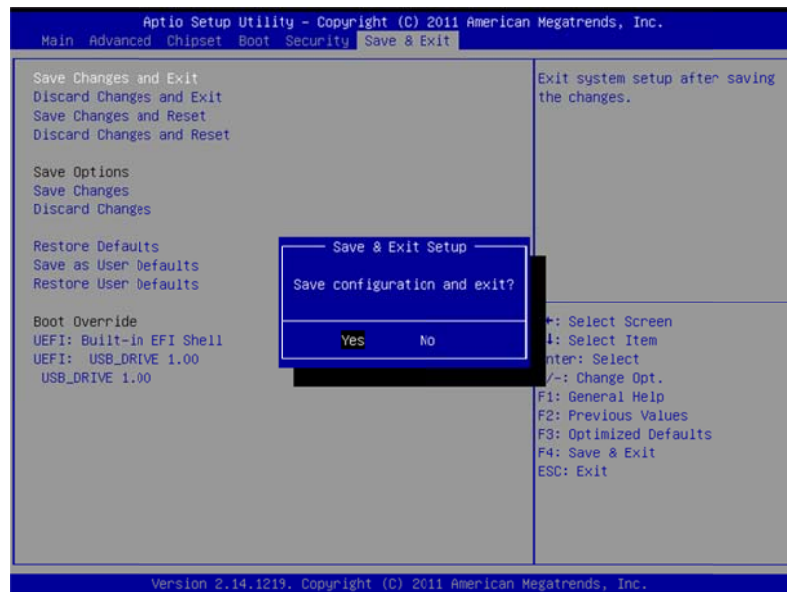 Aptio Setup Utility – Copyright (C) 2011 American Megatrends, Inc.
Main Advanced Chipset Boot Security Save & Exit
Save Changes and Exit
Discard Changes and Exit
Save Changes and Reset
Discard Changes and Reset
Save Options
Save Changes
Discard Changes
Restore Defaults
Save as User Defaults
Restore User Defaults
Boot Override
UEFI: Built-in EFI Shell
UEFI: USB_DRIVE 1.00
USB_DRIVE 1.00
Save & Exit Setup
Save configuration and exit?
Yes No
Exit system setup after saving
the changes.
: Select Screen
: Select Item
nter: Select
/-: Change Opt.
F1: General Help
F2: Previous Values
F3: Optimized Defaults
F4: Save & Exit
ESC: Exit
Version 2.14.1219. Copyright (C) 2011 American Megatrends, Inc.